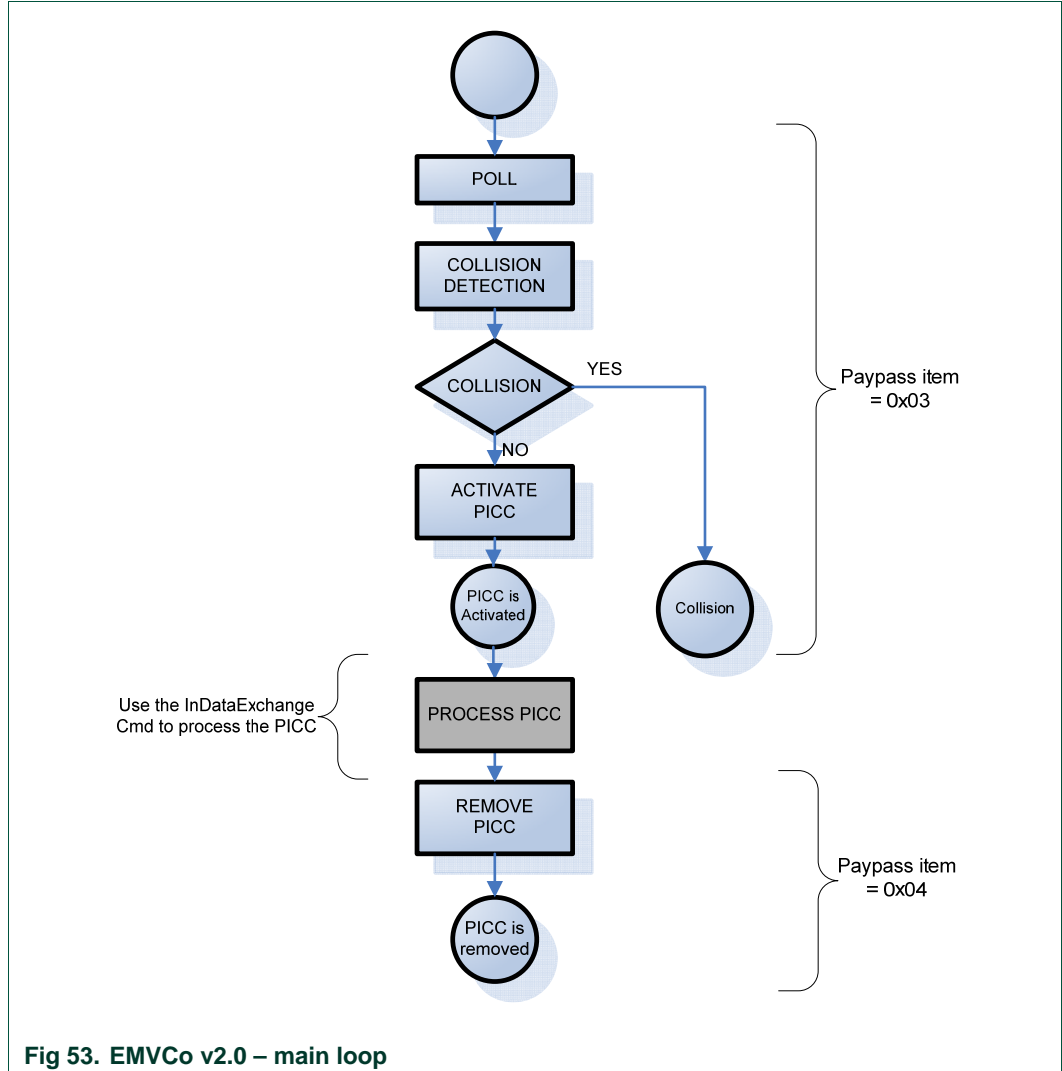 POLL
COLLISION
DETECTION
COLLISION
YES
NO
ACTIVATE
PICC
PICC is
Activated
Collision
Paypass item
= 0x03
Use the InDataExchange
Cmd to process the PICC
PROCESS PICC
REMOVE
PICC
PICC is
removed
Paypass item
= 0x04
Fig 53. EMVCo v2.0 – main loop